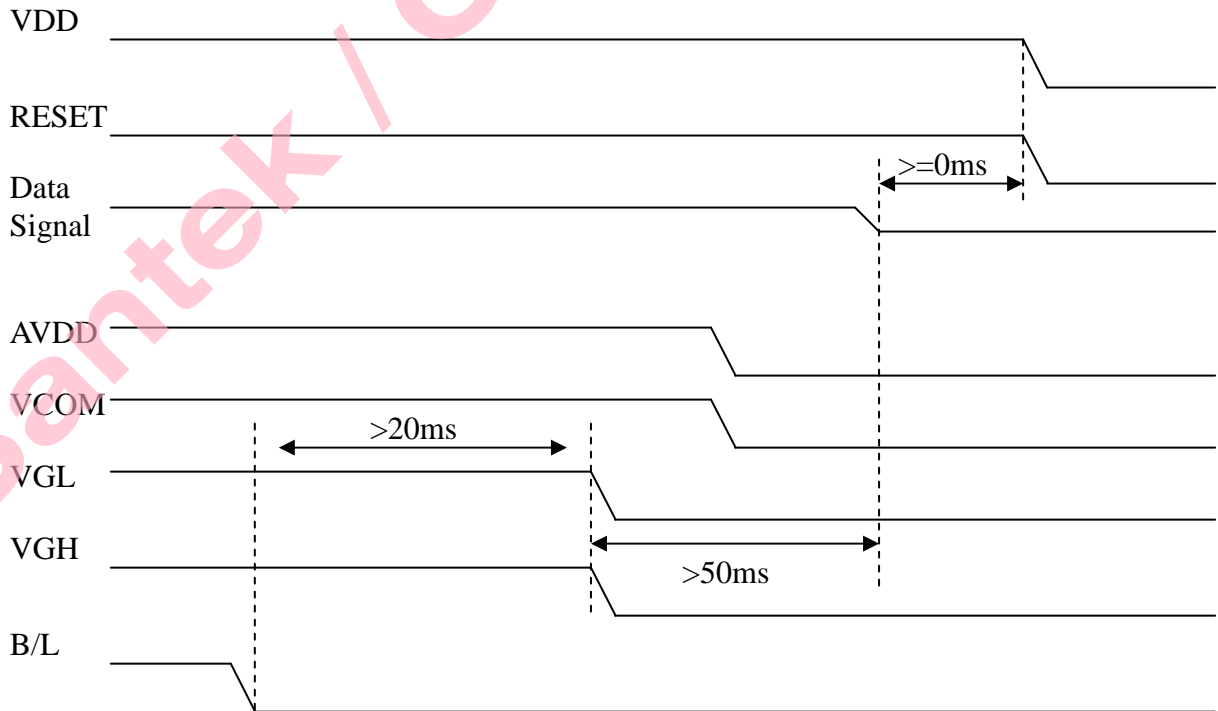 VDD
RESET
>=0ms
Data
Signal
AVDD
VCOM
>20ms
VGL
VGH
>50ms
B/L